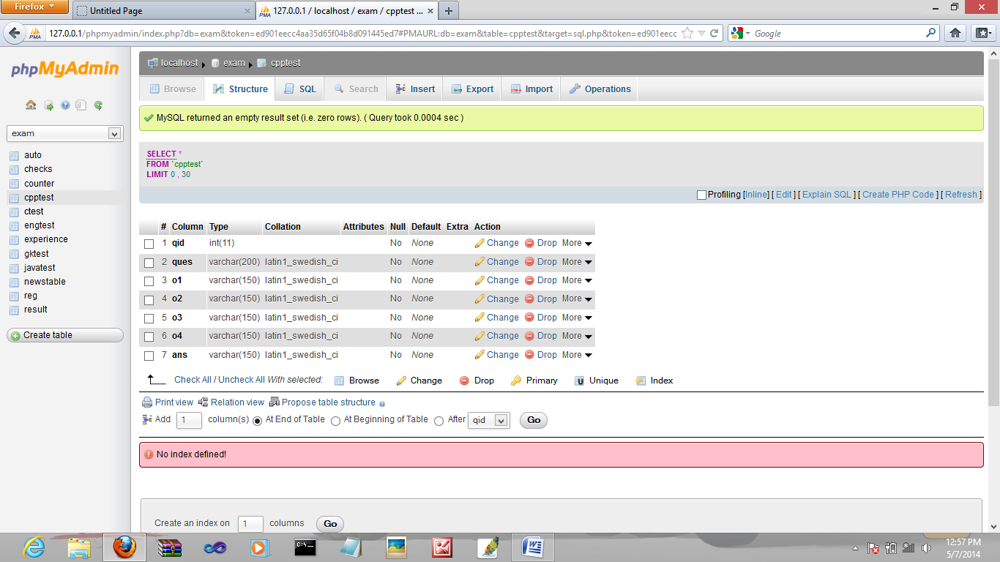 Firefox
Untitled Page
127.0.0.1 / localhost / exam / cpptest ...
127.0.0.1/phpmyadmin/index.php?db=exam&token=ed901eecc4aa35d65f04b8d091445ed7#PMAURL:db=exam&table=cpptest&target=sql.php&token=ed901eecc
Google
phpMyAdmin
exam
auto
checks
counter
cpptest
ctest
engtest
experience
gktest
javatest
newstable
reg
result
Create table
localhost exam cpptest
Browse Structure SQL Search Insert Export Import Operations
MySQL returned an empty result set (i.e. zero rows). ( Query took 0.0004 sec )
SELECT *
FROM `cpptest`
LIMIT 0 , 30
Profiling [Inline] [ Edit ] [ Explain SQL ] [ Create PHP Code ] [ Refresh ]
# Column Type Collation Attributes Null Default Extra Action
1 qid int(11) No None Change Drop More
2 ques varchar(200) latin1_swedish_ci No None Change Drop More
3 o1 varchar(150) latin1_swedish_ci No None Change Drop More
4 o2 varchar(150) latin1_swedish_ci No None Change Drop More
5 o3 varchar(150) latin1_swedish_ci No None Change Drop More
6 o4 varchar(150) latin1_swedish_ci No None Change Drop More
7 ans varchar(150) latin1_swedish_ci No None Change Drop More
Check All / Uncheck All With selected: Browse Change Drop Primary Unique Index
Print view Relation view Propose table structure
Add 1 column(s) At End of Table At Beginning of Table After qid Go
No index defined!
Create an index on 1 columns Go
12:57 PM
5/7/2014